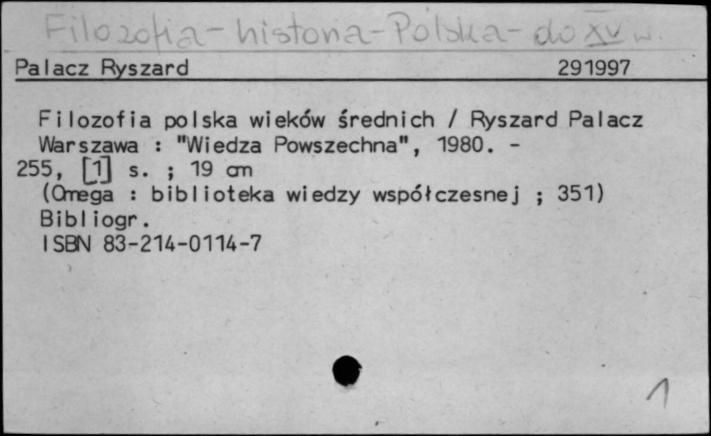 Filozofia - historia - Polska - do XV w.
Palacz Ryszard 291997
Filozofia polska wieków średnich / Ryszard Palacz
Warszawa : "Wiedza Powszechna", 1980. -
255, [1] s. ; 19 cm
(Omega : biblioteka wiedzy współczesnej ; 351)
Bibliogr.
ISBN 83-214-0114-7
1